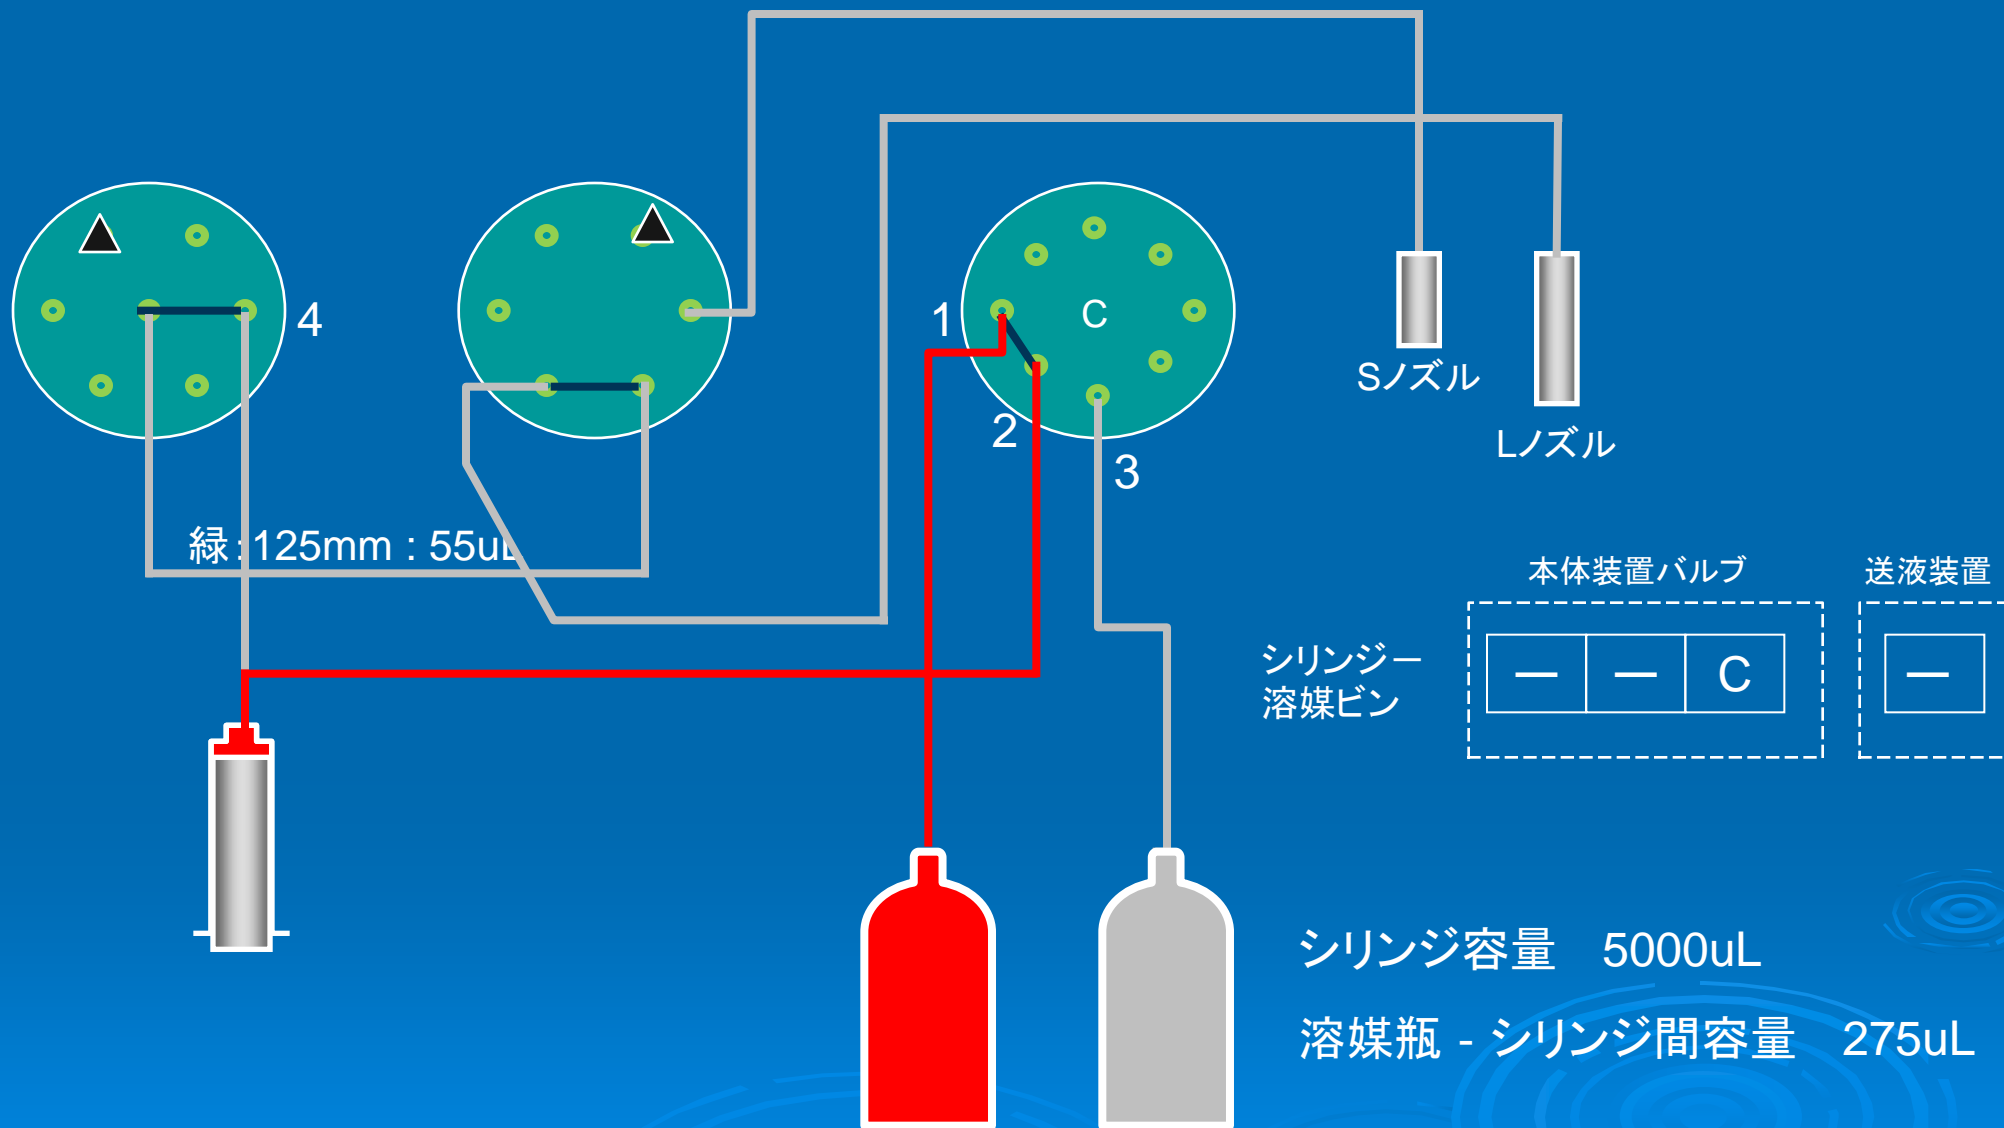 4
1
C
2
3
Sノズル
Lノズル
緑:125mm : 55uL
本体装置バルブ
送液装置
シリンジー
溶媒ビン
ー ー C
ー
シリンジ容量 5000uL
溶媒瓶 - シリンジ間容量 275uL